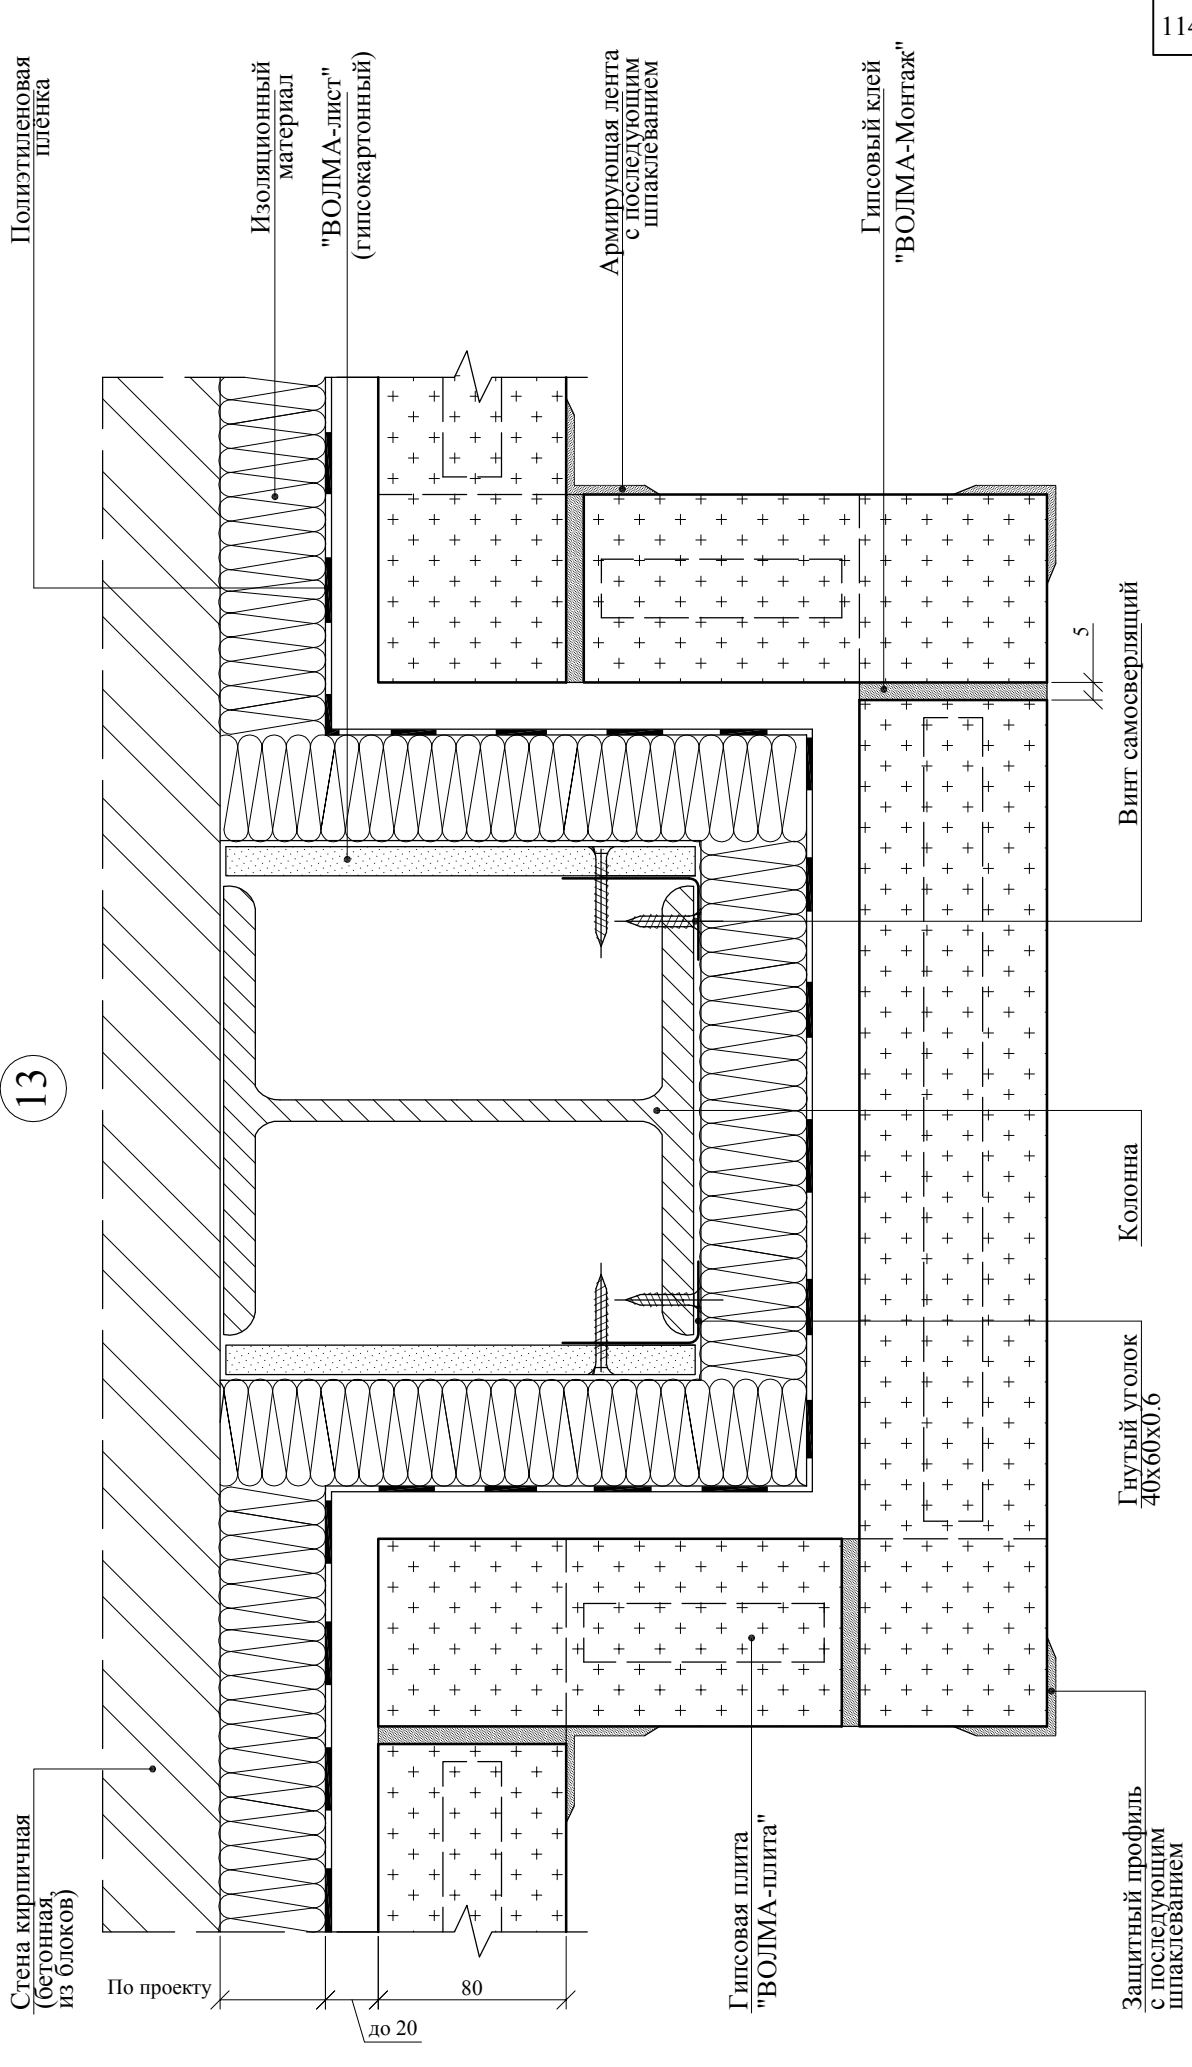 114
13
Полиэтиленовая
плёнка
Изоляционный
материал
"ВОЛМА-лист"
(гипсокартонный)
Армирующая лента
с последующим
шпаклеванием
Гипсовый клей
"ВОЛМА-Монтаж"
Стена кирпичная
(бетонная,
из блоков)
По проекту
до 20
80
5
Гипсовая плита
"ВОЛМА-плита"
Защитный профиль
с последующим
шпаклеванием
Гнутый уголок
40х60х0.6
Колонна
Винт самосверлящий